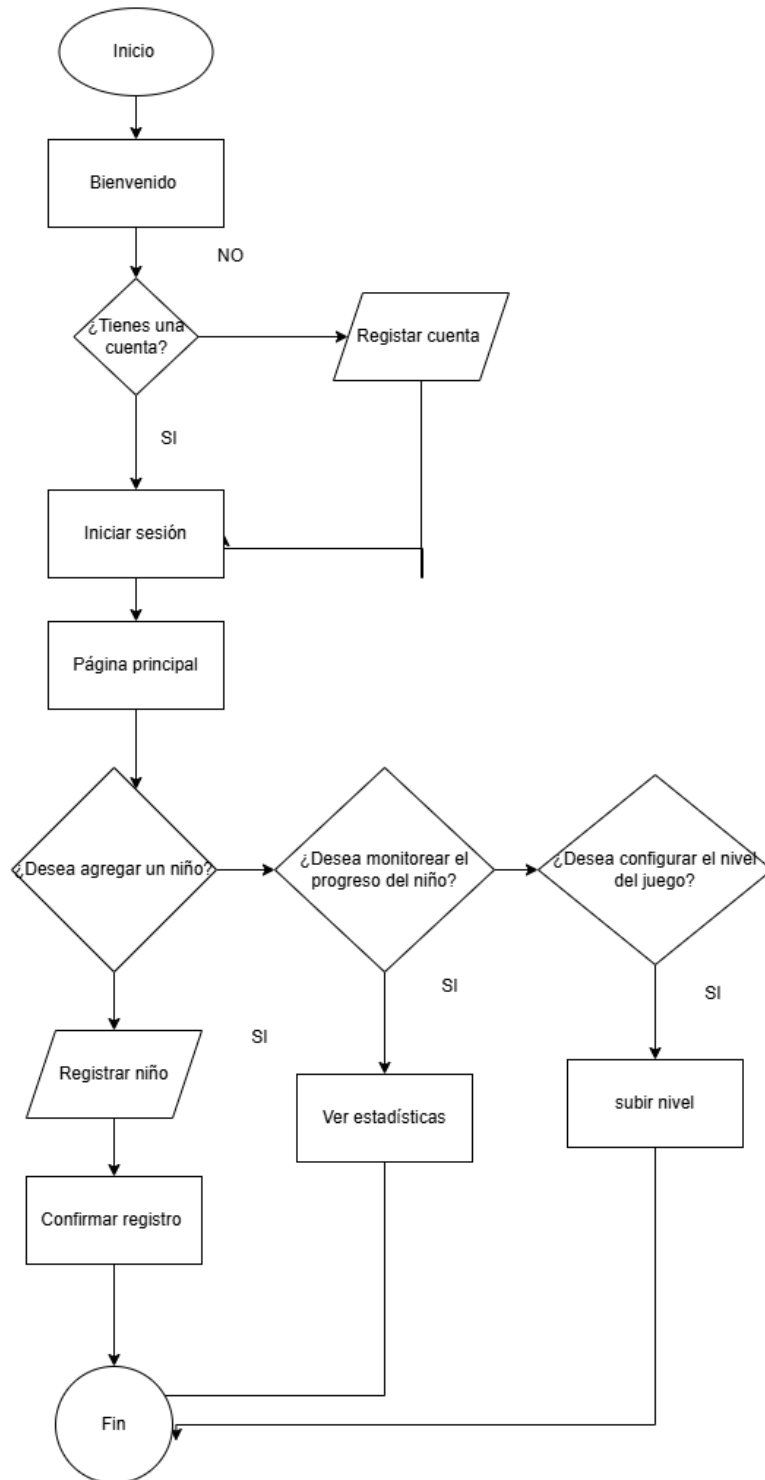 Inicio
Bienvenido
NO
¿Tienes una
cuenta?
Registar cuenta
SI
Iniciar sesión
Página principal
¿Desea agregar un niño?
¿Desea monitorear el
progreso del niño?
¿Desea configurar el nivel
del juego?
SI
SI
SI
Registrar niño
Ver estadísticas
subir nivel
Confirmar registro
Fin